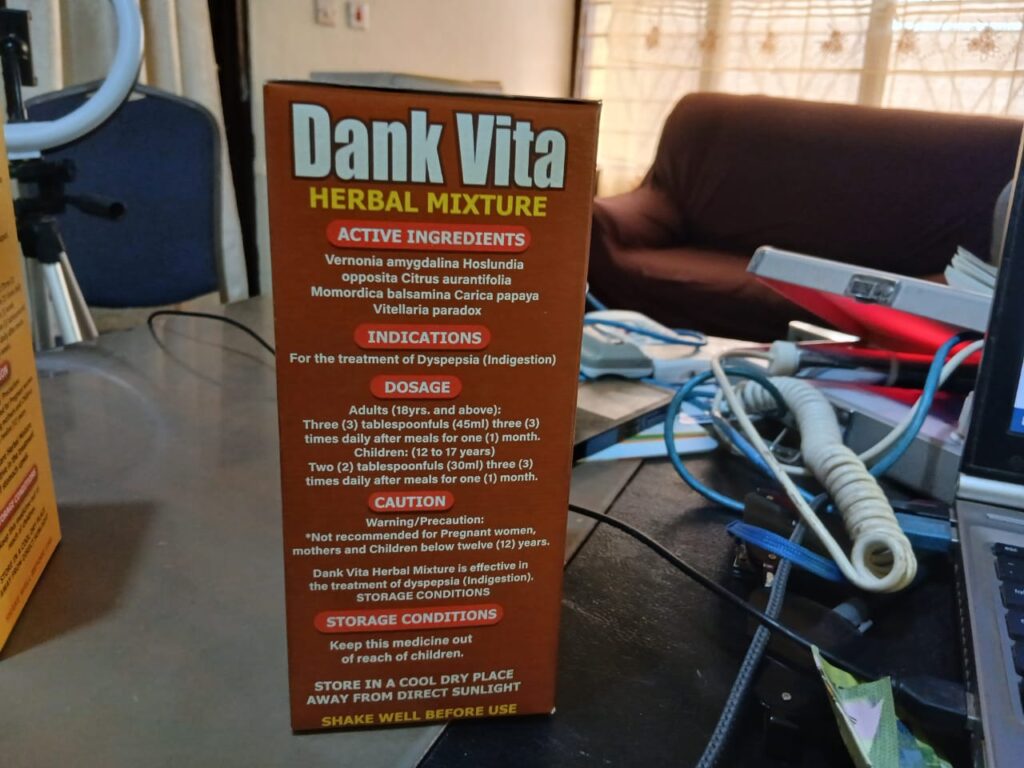 Dank Vita
HERBAL MIXTURE
ACTIVE INGREDIENTS
Vernonia amygdalina Hoslundia
opposita Citrus aurantifolia
Momordica balsamina Carica papaya
Vitellaria paradox
INDICATIONS
For the treatment of Dyspepsia (Indigestion)
DOSAGE
Adults (18yrs. and above):
Three (3) tablespoonfuls (45ml) three (3)
times daily after meals for one (1) month.
Children: (12 to 17 years)
Two (2) tablespoonfuls (30ml) three (3)
times daily after meals for one (1) month.
CAUTION
Warning/Precaution:
*Not recommended for Pregnant women,
mothers and Children below twelve (12) years.
Dank Vita Herbal Mixture is effective in
the treatment of dyspepsia (Indigestion).
STORAGE CONDITIONS
STORAGE CONDITIONS
Keep this medicine out
of reach of children.
STORE IN A COOL DRY PLACE
AWAY FROM DIRECT SUNLIGHT
SHAKE WELL BEFORE USE